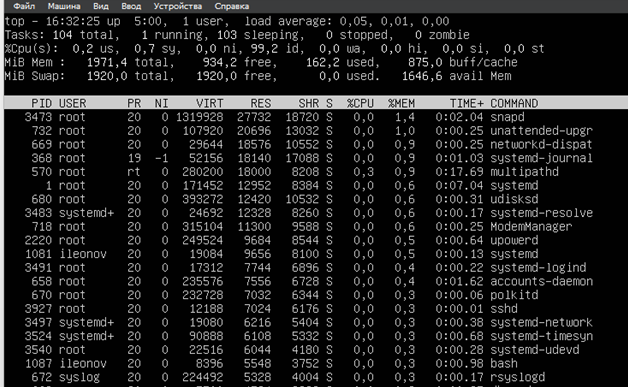 Файл Машина Вид Ввод Устройства Справка
top - 16:32:25 up 5:00, 1 user, load average: 0,05, 0,01, 0,00
Tasks: 104 total, 1 running, 103 sleeping, 0 stopped, 0 zombie
%Cpu(s): 0,2 us, 0,7 sy, 0,0 ni, 99,2 id, 0,0 wa, 0,0 hi, 0,0 si, 0,0 st
MiB Mem : 1971,4 total, 934,2 free, 162,2 used, 875,0 buff/cache
MiB Swap: 1920,0 total, 1920,0 free, 0,0 used. 1646,6 avail Mem
PID USER PR NI VIRT RES SHR S %CPU %MEM TIME+ COMMAND
3473 root 20 0 1319928 27732 18720 S 0,0 1,4 0:02.04 snapd
732 root 20 0 107920 20696 13032 S 0,0 1,0 0:00.25 unattended-upgr
669 root 20 0 29644 18576 10552 S 0,0 0,9 0:00.25 networkd-dispat
368 root 19 -1 52156 18140 17088 S 0,0 0,9 0:01.03 systemd-journal
570 root rt 0 280200 18000 8208 S 0,3 0,9 0:17.69 multipathd
1 root 20 0 171452 12952 8384 S 0,0 0,6 0:07.04 systemd
680 root 20 0 393272 12420 10532 S 0,0 0,6 0:00.31 udisksd
3483 systemd+ 20 0 24692 12328 8260 S 0,0 0,6 0:00.17 systemd-resolve
718 root 20 0 315104 11300 9588 S 0,0 0,6 0:00.25 ModemManager
2220 root 20 0 249524 9684 8544 S 0,0 0,5 0:00.64 upowerd
1081 ileonov 20 0 19084 9656 8100 S 0,0 0,5 0:00.13 systemd
3491 root 20 0 17312 7744 6896 S 0,0 0,4 0:00.22 systemd-logind
658 root 20 0 235576 7556 6728 S 0,0 0,4 0:01.62 accounts-daemon
670 root 20 0 232728 7032 6344 S 0,0 0,3 0:00.06 polkitd
3927 root 20 0 12188 7024 6176 S 0,0 0,3 0:00.01 sshd
3497 systemd+ 20 0 19080 6216 5404 S 0,0 0,3 0:00.38 systemd-network
3524 systemd+ 20 0 90888 6108 5332 S 0,0 0,3 0:00.68 systemd-timesyn
3540 root 20 0 22516 6044 4180 S 0,0 0,3 0:00.28 systemd-udevd
1087 ileonov 20 0 8396 5548 3752 S 0,0 0,3 0:00.98 bash
672 syslog 20 0 224492 5328 4004 S 0,0 0,3 0:00.17 rsyslogd